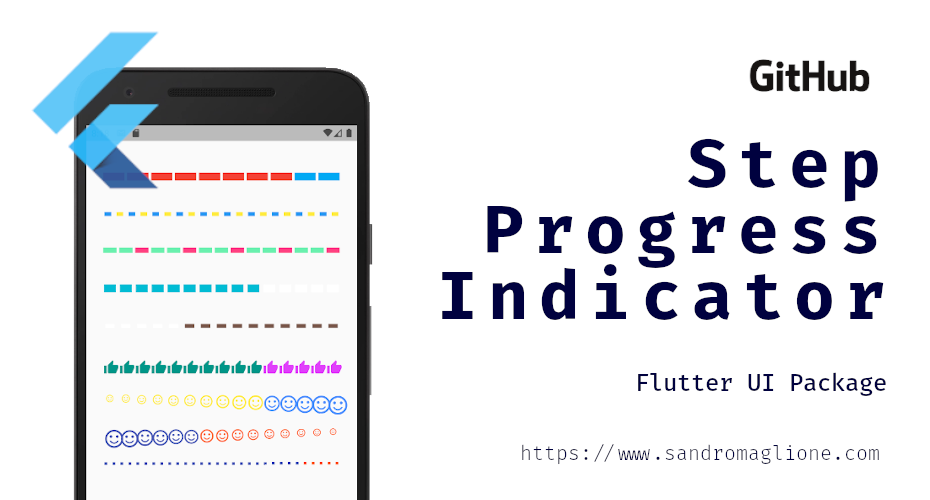 GitHub
Step
Progress
Indicator
Flutter UI Package
https://www.sandromaglione.com